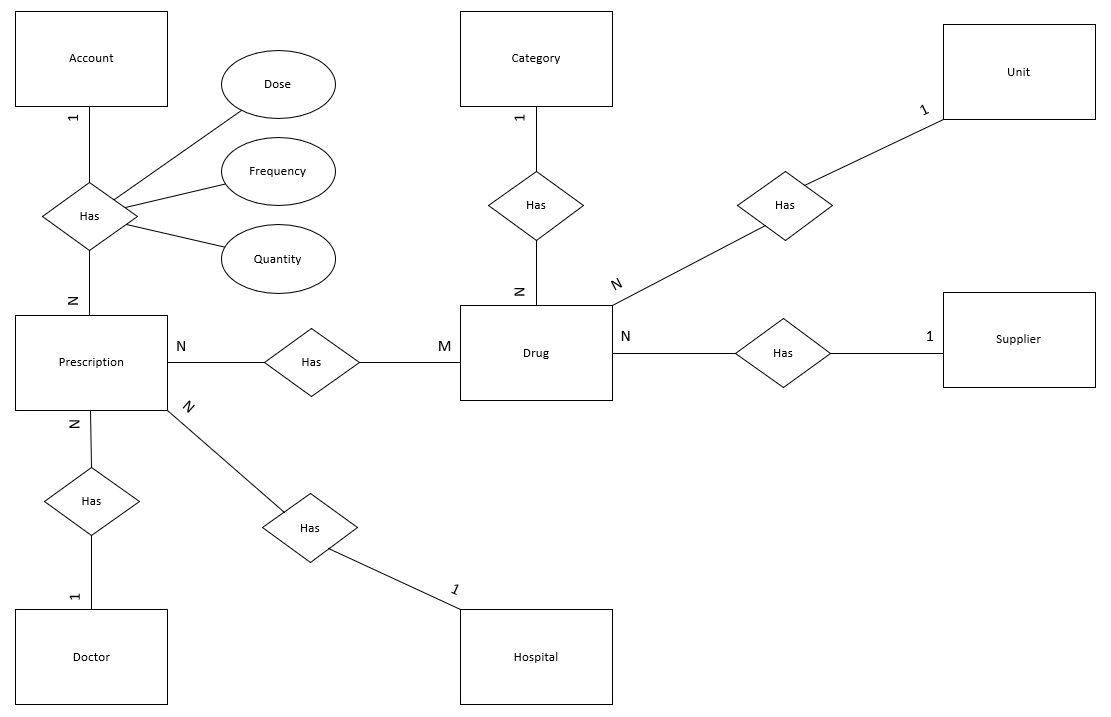 Account
Category
Unit
Dose
1
1
1
Frequency
Has
Has
Has
Quantity
N
N
N
Prescription
N
Has
M
Drug
N
Has
1
Supplier
N
N
Has
Has
1
1
Doctor
Hospital